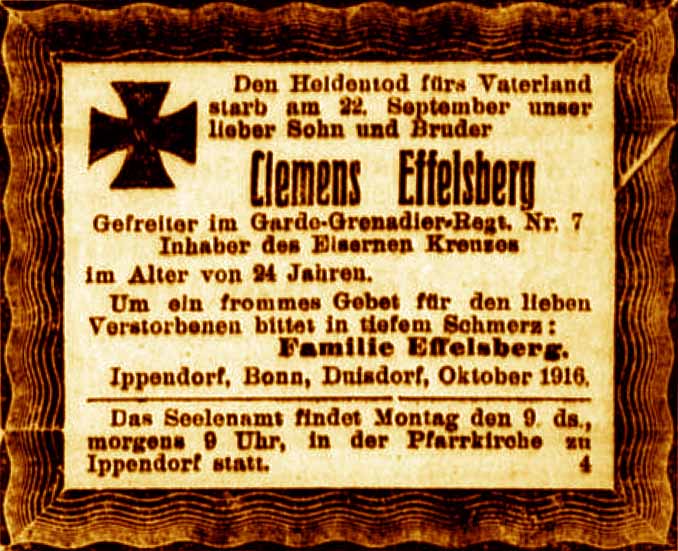 Den Heldentod fürs Vaterland
starb am 22. September unser
lieber Sohn und Bruder
Clemens Effelsberg
Gefreiter im Garde-Grenadier-Regt. Nr. 7
Inhaber des Eisernen Kreuzes
im Alter von 24 Jahren.
Um ein frommes Gebet für den lieben
Verstorbenen bittet in tiefem Schmerz:
Familie Effelsberg.
Ippendorf, Bonn, Duisdorf, Oktober 1916.
Das Seelenamt findet Montag den 9. ds.,
morgens 9 Uhr, in der Pfarrkirche zu
Ippendorf statt. 4